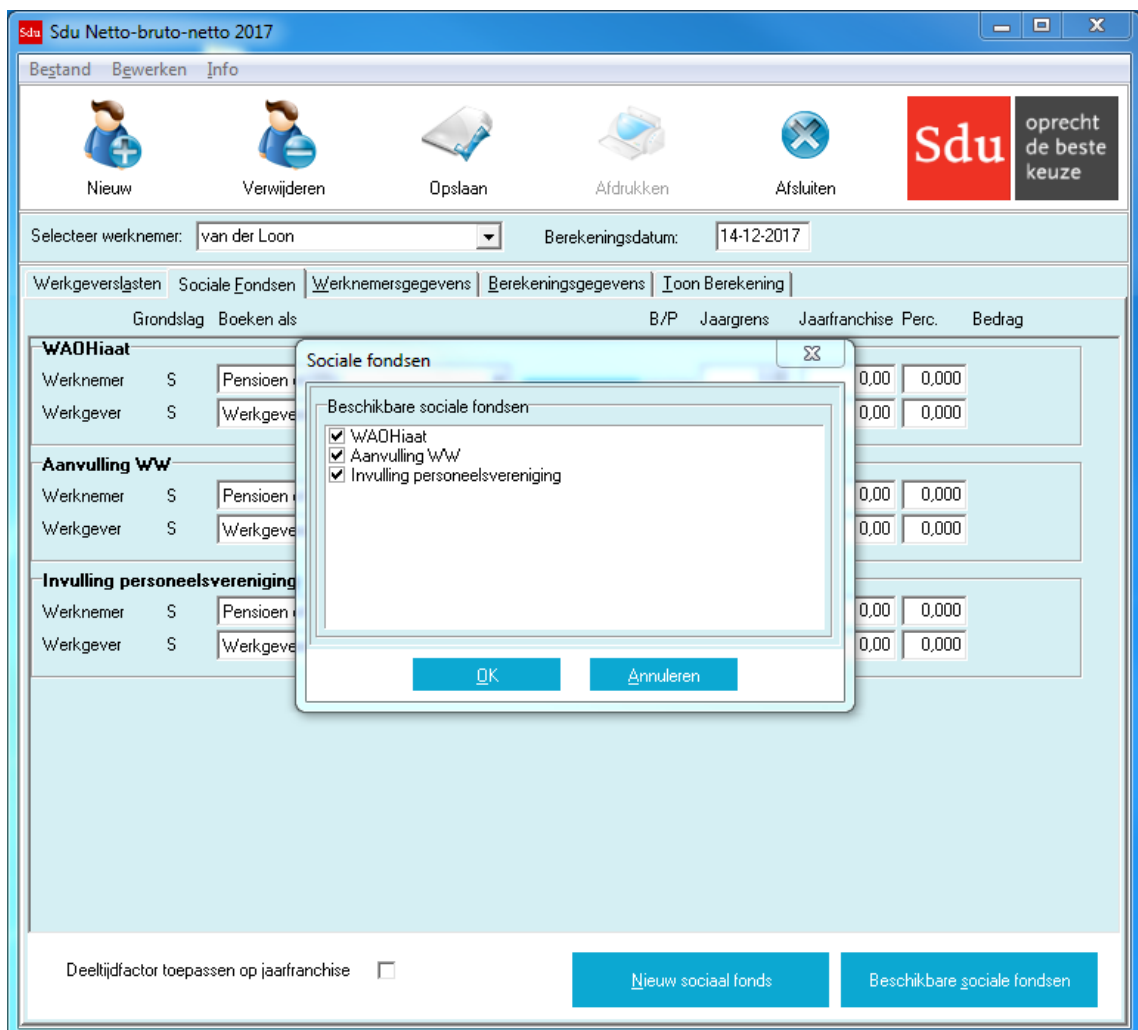 Sdu Sdu Netto-bruto-netto 2017
Bestand Bewerken Info
Nieuw Verwijderen Opslaan Afdrukken Afsluiten
Sdu
oprecht
de beste
keuze
Selecteer werknemer: van der Loon Berekeningsdatum: 14-12-2017
Werkgeverslasten Sociale Fondsen Werknemersgegevens Berekeningsgegevens Toon Berekening
Grondslag Boeken als B/P Jaargrens Jaarfranchise Perc. Bedrag
WAOHiaat
Werknemer S Pensioen 0,00 0,000
Werkgever S Werkgeve 0,00 0,000
Aanvulling WW
Werknemer S Pensioen 0,00 0,000
Werkgever S Werkgeve 0,00 0,000
Invulling personeelsvereniging
Werknemer S Pensioen 0,00 0,000
Werkgever S Werkgeve 0,00 0,000
Sociale fondsen
Beschikbare sociale fondsen
WAOHiaat
Aanvulling WW
Invulling personeelsvereniging
OK Annuleren
Deeltijdfactor toepassen op jaarfranchise
Nieuw sociaal fonds Beschikbare sociale fondsen